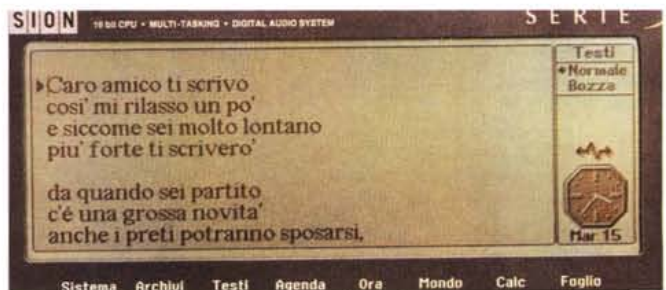 SION 16 BIT CPU • MULTI-TASKING • DIGITAL AUDIO SYSTEM SERIE
Testi
Normale
Bozza
Caro amico ti scrivo
cosi' mi rilasso un po'
e siccome sei molto lontano
piu' forte ti scrivero'
da quando sei partito
c'é una grossa novita'
anche i preti potranno sposarsi,
Mar 15
Sistema Archivi Testi Agenda Ora Mondo Calc Foglio